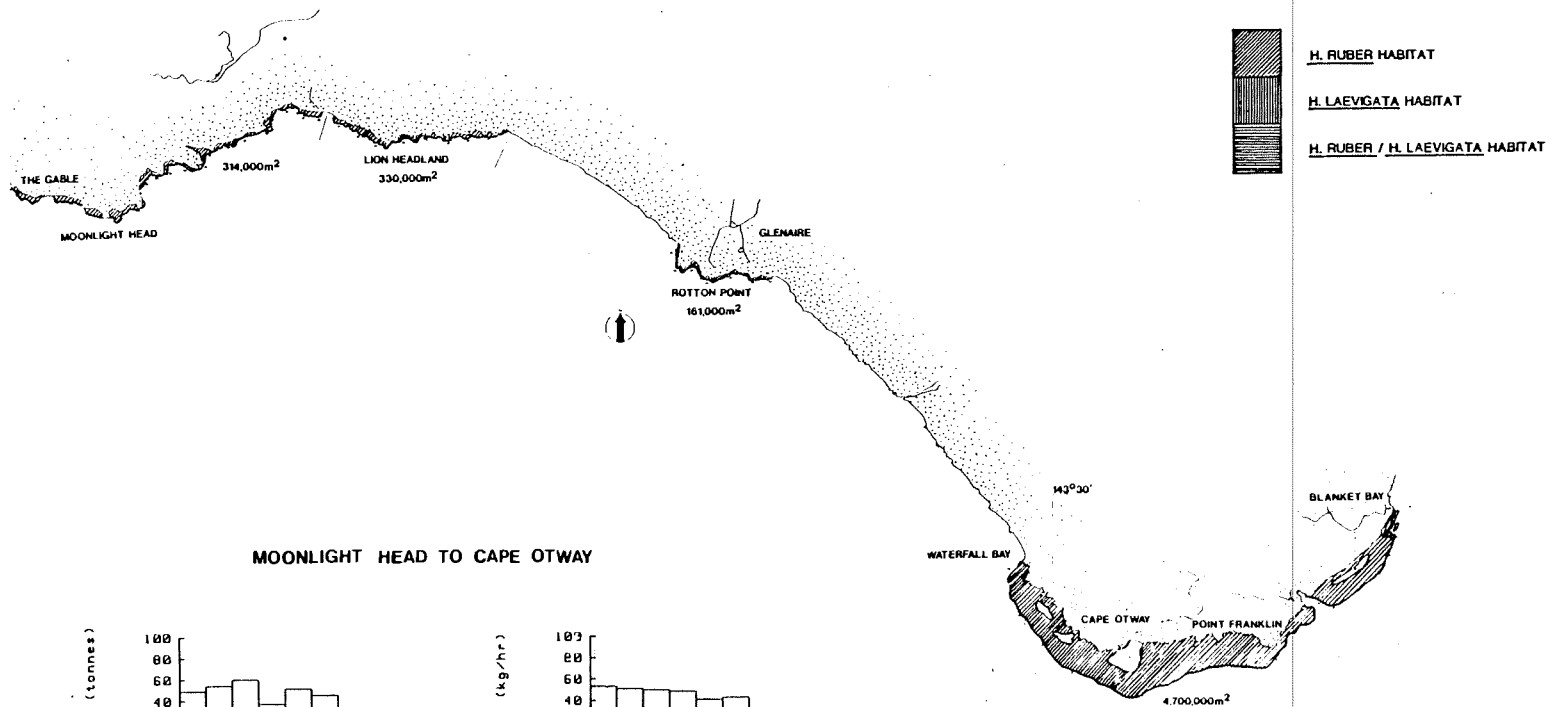 H. RUBER HABITAT
H. LAEVIGATA HABITAT
H. RUBER / H. LAEVIGATA HABITAT
THE GABLE
MOONLIGHT HEAD
314,000m²
LION HEADLAND
330,000m²
GLENAIRE
ROTTON POINT
161,000m²
143°30'
BLANKET BAY
WATERFALL BAY
CAPE OTWAY
POINT FRANKLIN
4,700,000m²
MOONLIGHT HEAD TO CAPE OTWAY
(tonnes)
100
80
60
40
(kg/hr)
100
80
60
40